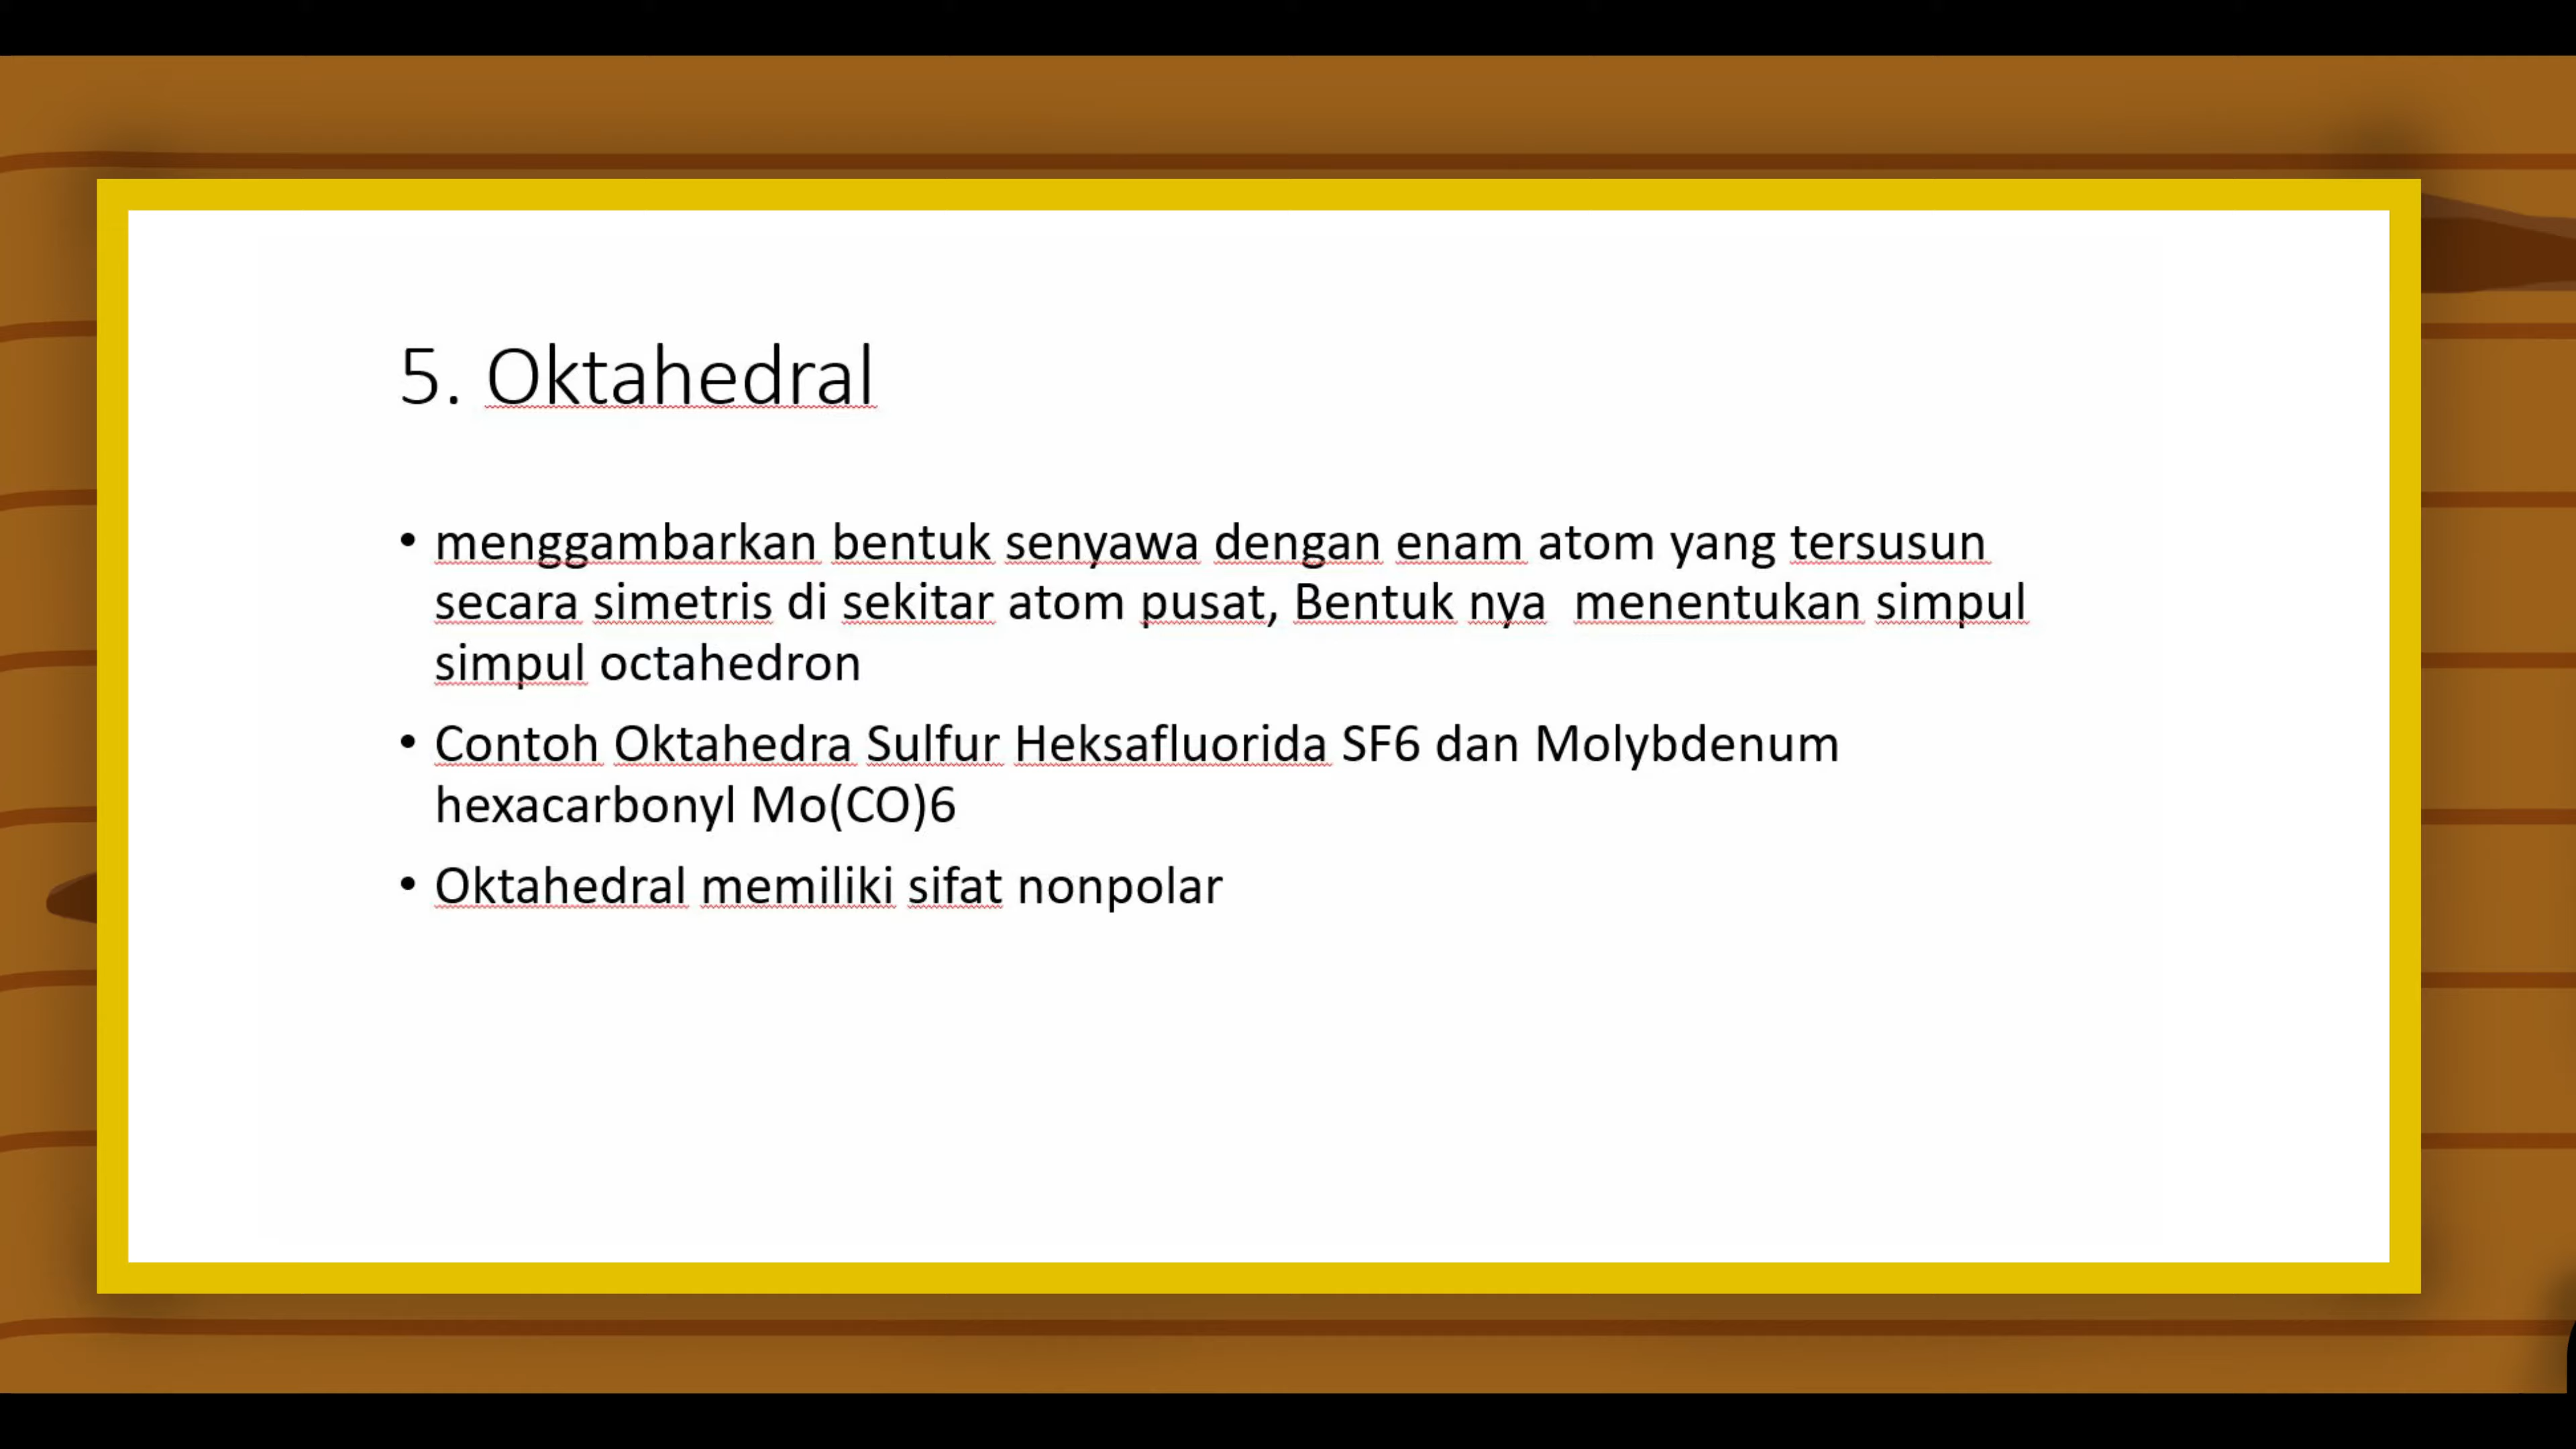 5. Oktahedral
• menggambarkan bentuk senyawa dengan enam atom yang tersusun
secara simetris di sekitar atom pusat, Bentuk nya  menentukan simpul
simpul octahedron
• Contoh Oktahedra Sulfur Heksafluorida SF6 dan Molybdenum
hexacarbonyl Mo(CO)6
• Oktahedral memiliki sifat nonpolar